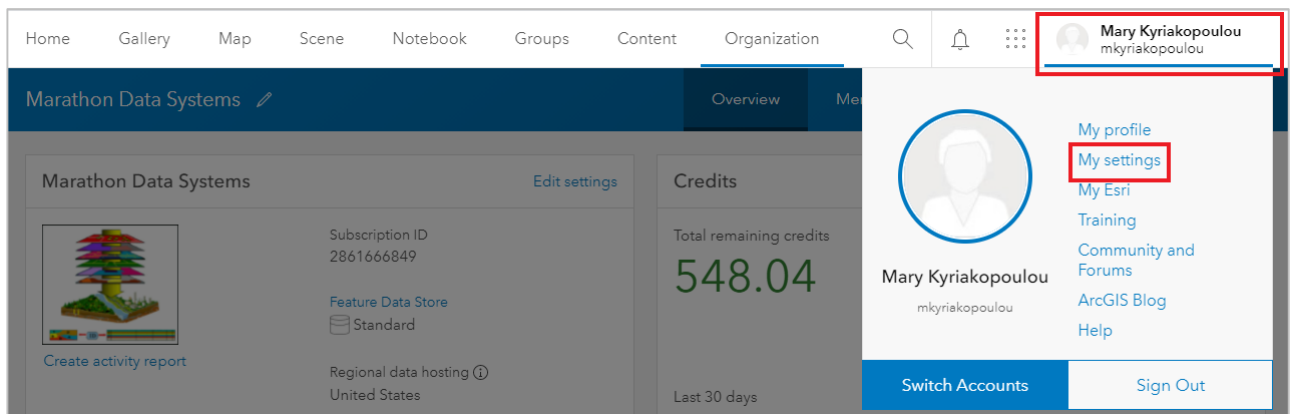 Home Gallery Map Scene Notebook Groups Content Organization
Mary Kyriakopoulou
mkyriakopoulou
Marathon Data Systems
Overview
Marathon Data Systems
Edit settings
Create activity report
Subscription ID
2861666849
Feature Data Store
Standard
Regional data hosting
United States
Credits
Total remaining credits
548.04
Last 30 days
Mary Kyriakopoulou
mkyriakopoulou
My profile
My settings
My Esri
Training
Community and
Forums
ArcGIS Blog
Help
Switch Accounts
Sign Out